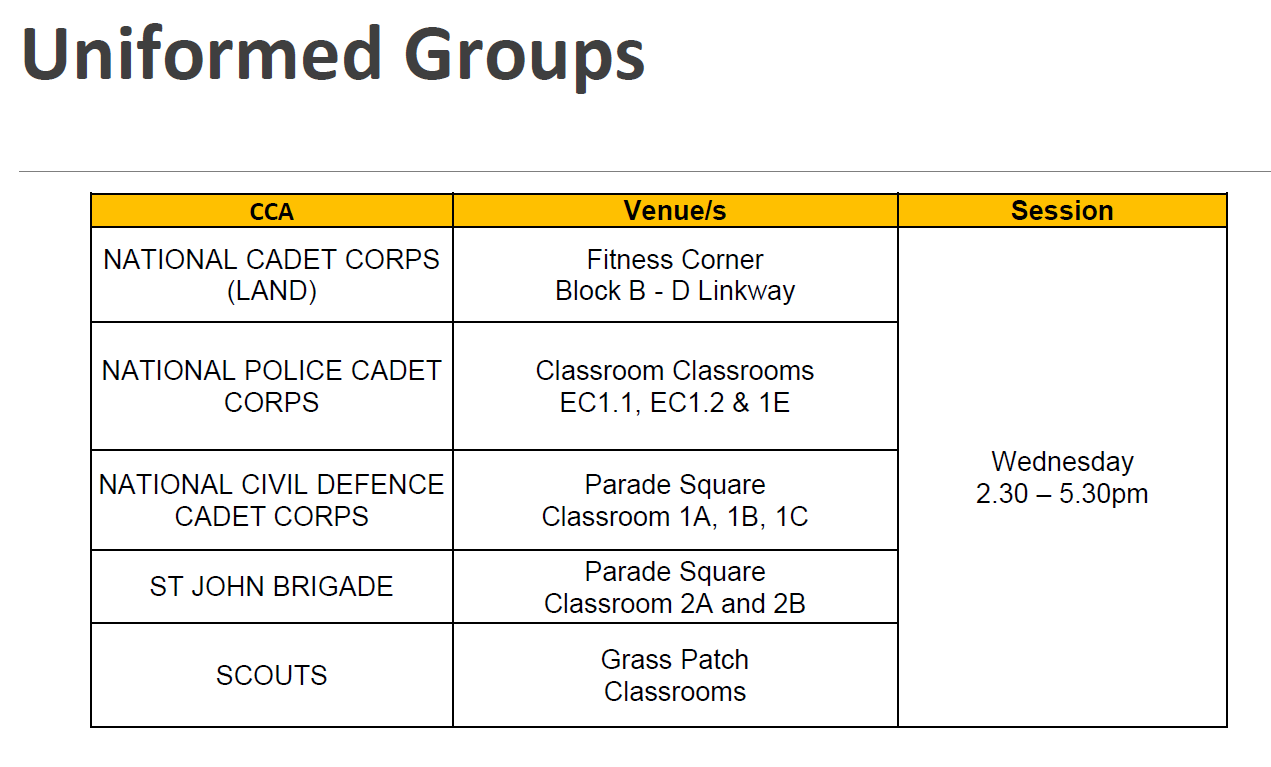 Uniformed Groups
CCA
Venue/s
Session
NATIONAL CADET CORPS
(LAND)
Fitness Corner
Block B - D Linkway
NATIONAL POLICE CADET
CORPS
Classroom Classrooms
EC1.1, EC1.2 & 1E
NATIONAL CIVIL DEFENCE
CADET CORPS
Parade Square
Classroom 1A, 1B, 1C
ST JOHN BRIGADE
Parade Square
Classroom 2A and 2B
SCOUTS
Grass Patch
Classrooms
Wednesday
2.30 – 5.30pm